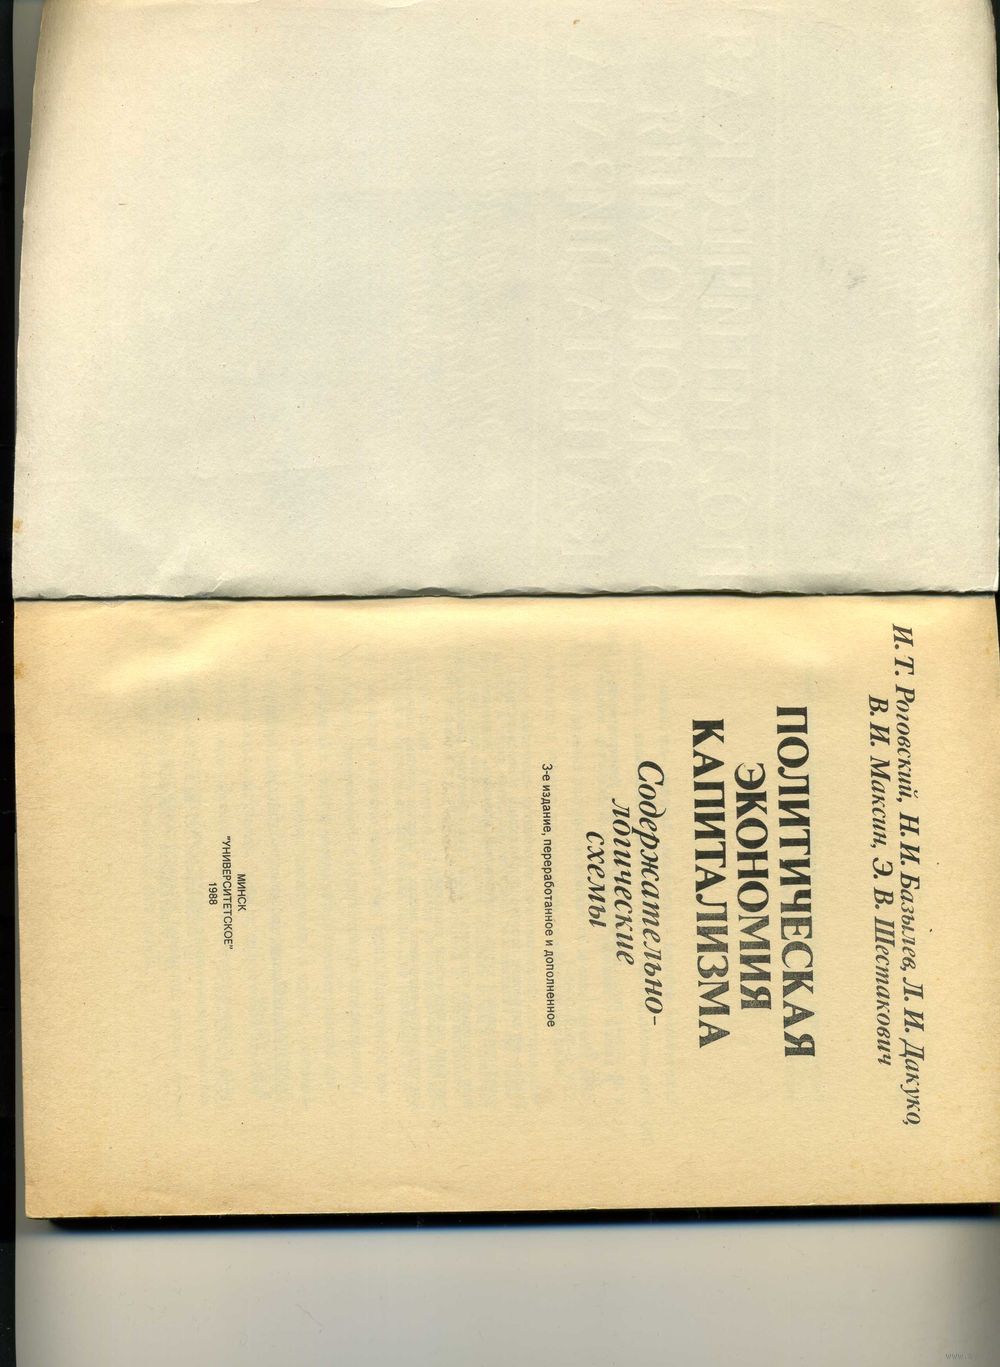 И. Т. Роговский, Н. И. Базылев, Л. И. Дакуко,
В. И. Максин, Э. В. Шестакович
ПОЛИТИЧЕСКАЯ
ЭКОНОМИЯ
КАПИТАЛИЗМА
Содержательно-
логические
схемы
3-е издание, переработанное и дополненное
МИНСК
"УНИВЕРСИТЕТСКОЕ"
1988